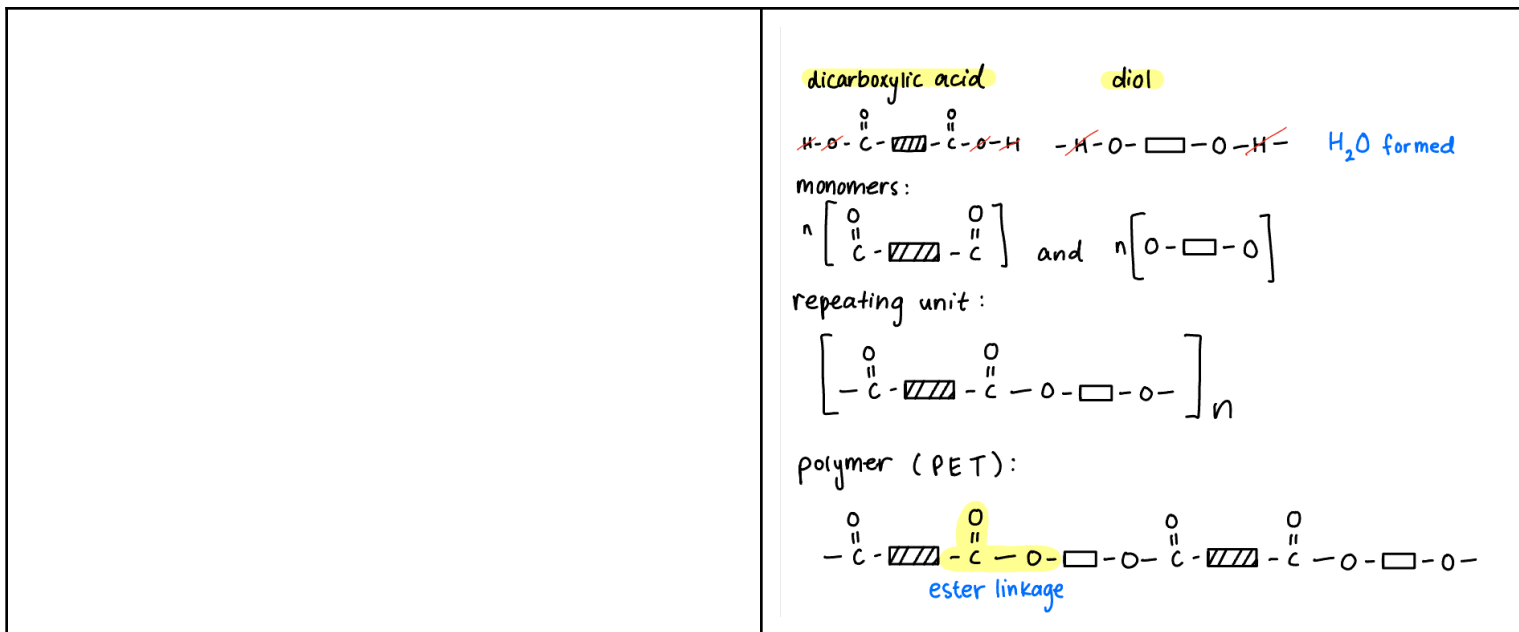 dicarboxylic acid diol
O O
H-O-C-▨-C-O-H -H-O-▭-O-H- H₂O formed
monomers:
O O
n[C-▨-C] and n[O-▭-O]
repeating unit:
O O
[-C-▨-C-O-▭-O-]n
polymer (PET):
O O O O
-C-▨-C-O-▭-O-C-▨-C-O-▭-O-
ester linkage